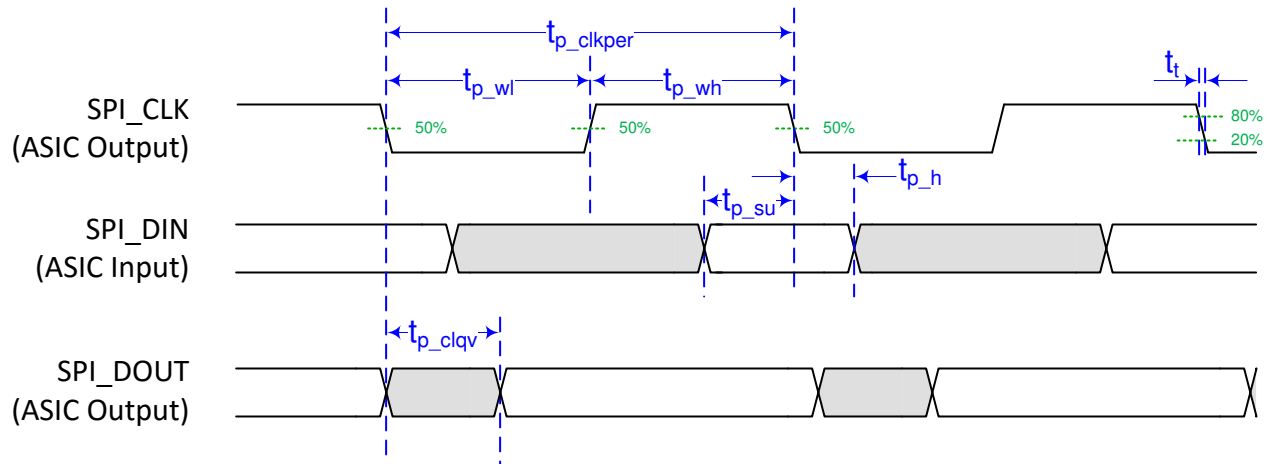 t_p_clkper
t_p_wl t_p_wh t_t
SPI_CLK
(ASIC Output)
50% 50% 50% 80%
20%
t_p_su t_p_h
SPI_DIN
(ASIC Input)
t_p_clqv
SPI_DOUT
(ASIC Output)